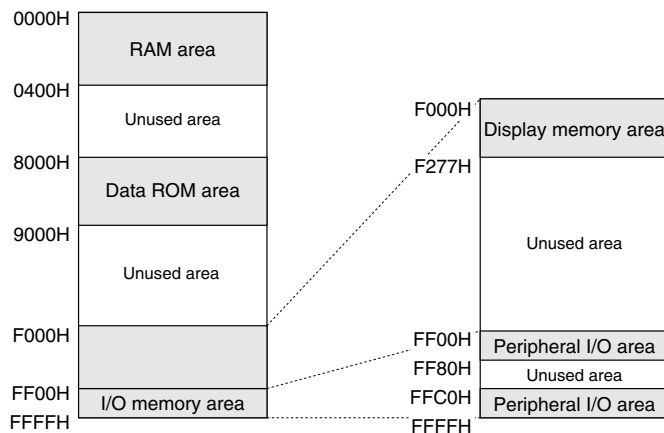 0000H
RAM area
0400H
Unused area
8000H
Data ROM area
9000H
Unused area
F000H
FF00H
I/O memory area
FFFFH
F000H
Display memory area
F277H
Unused area
FF00H
Peripheral I/O area
FF80H
Unused area
FFC0H
Peripheral I/O area
FFFFH